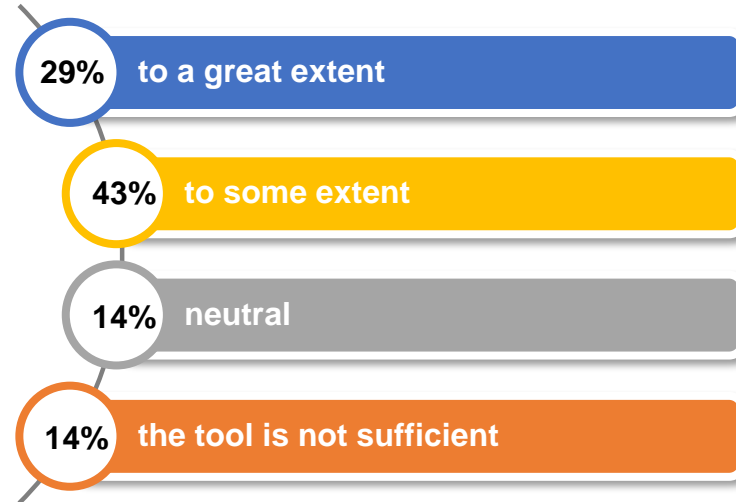 29% to a great extent
43% to some extent
14% neutral
14% the tool is not sufficient